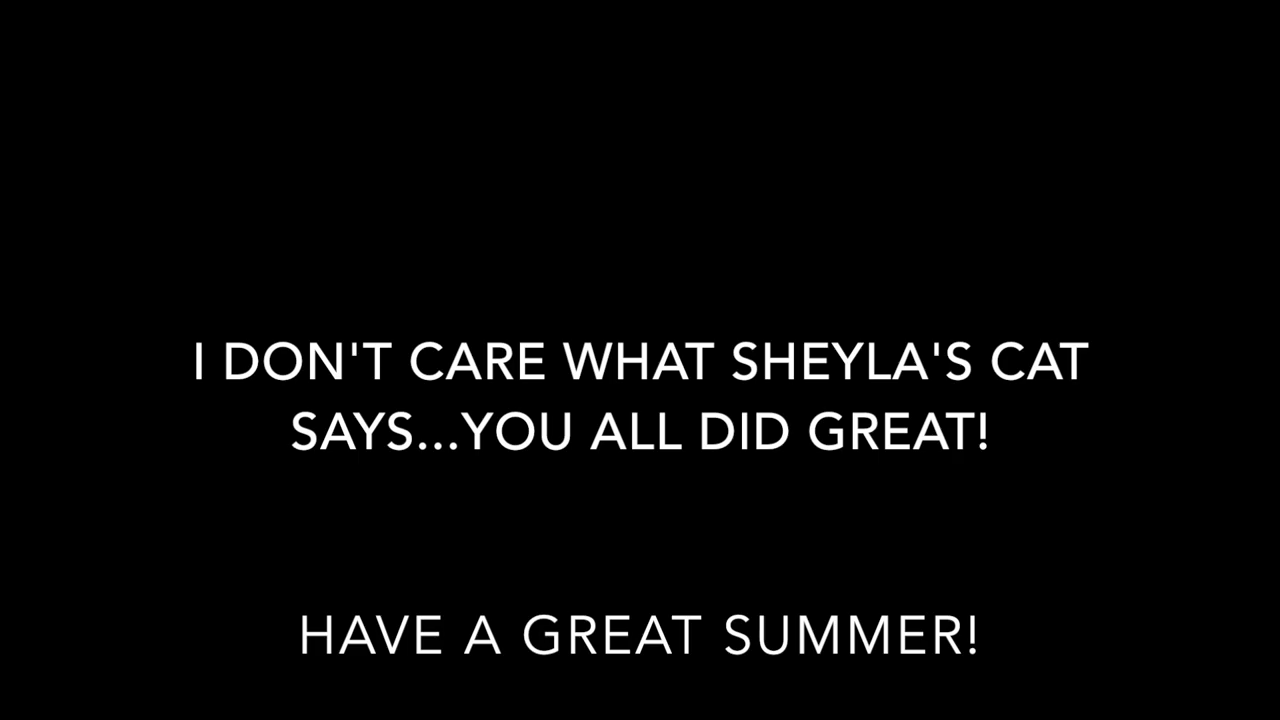 I DON'T CARE WHAT SHEYLA'S CAT
SAYS...YOU ALL DID GREAT!
HAVE A GREAT SUMMER!